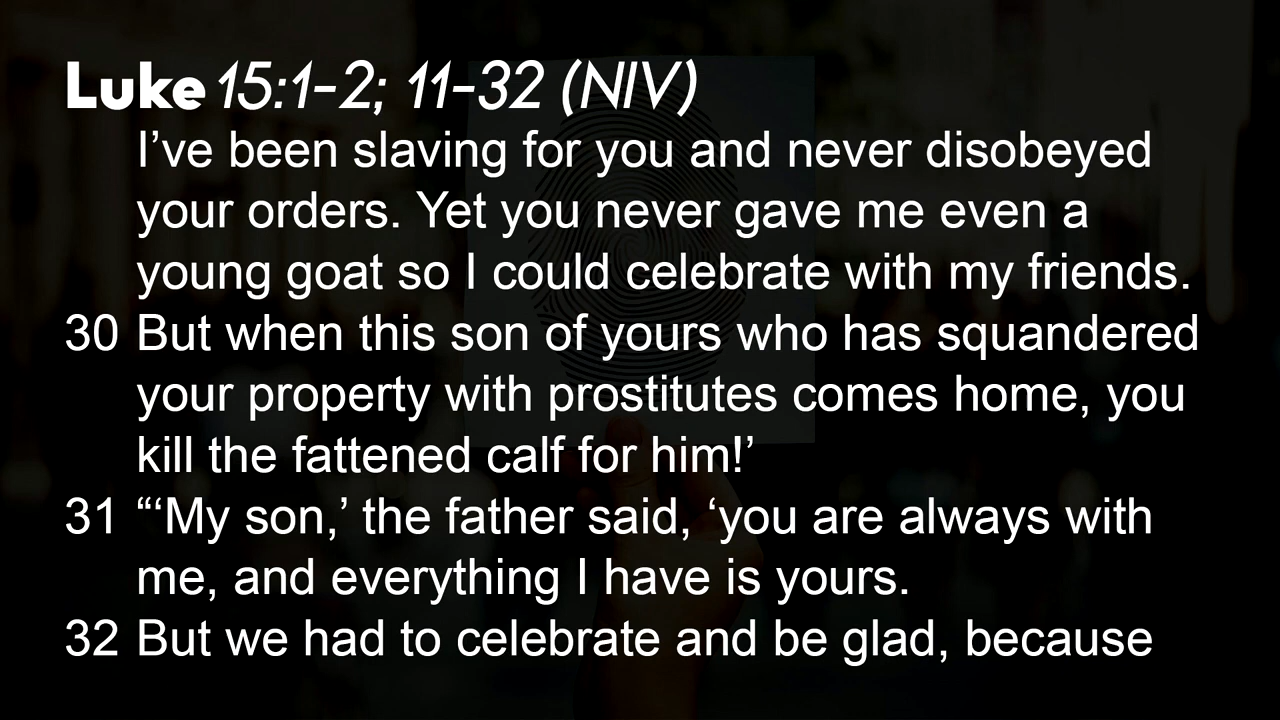 Luke 15:1-2; 11-32 (NIV)
I’ve been slaving for you and never disobeyed
your orders. Yet you never gave me even a
young goat so I could celebrate with my friends.
30 But when this son of yours who has squandered
your property with prostitutes comes home, you
kill the fattened calf for him!’
31 “‘My son,’ the father said, ‘you are always with
me, and everything I have is yours.
32 But we had to celebrate and be glad, because